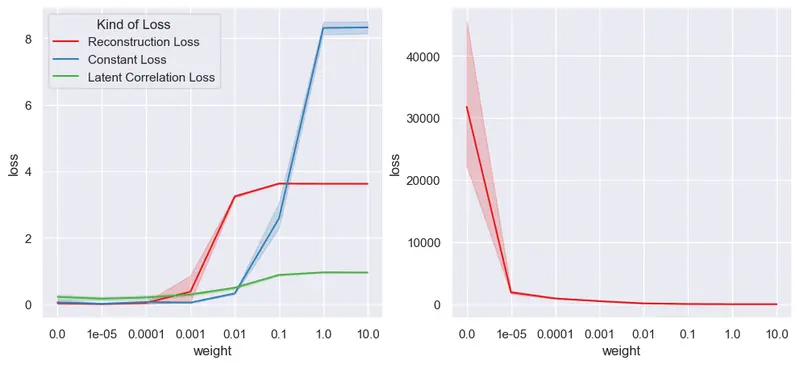 Kind of Loss
Reconstruction Loss
Constant Loss
Latent Correlation Loss
8
6
4
2
0
loss
0.0 1e-05 0.0001 0.001 0.01 0.1 1.0 10.0
weight
40000
30000
20000
10000
0
loss
0.0 1e-05 0.0001 0.001 0.01 0.1 1.0 10.0
weight